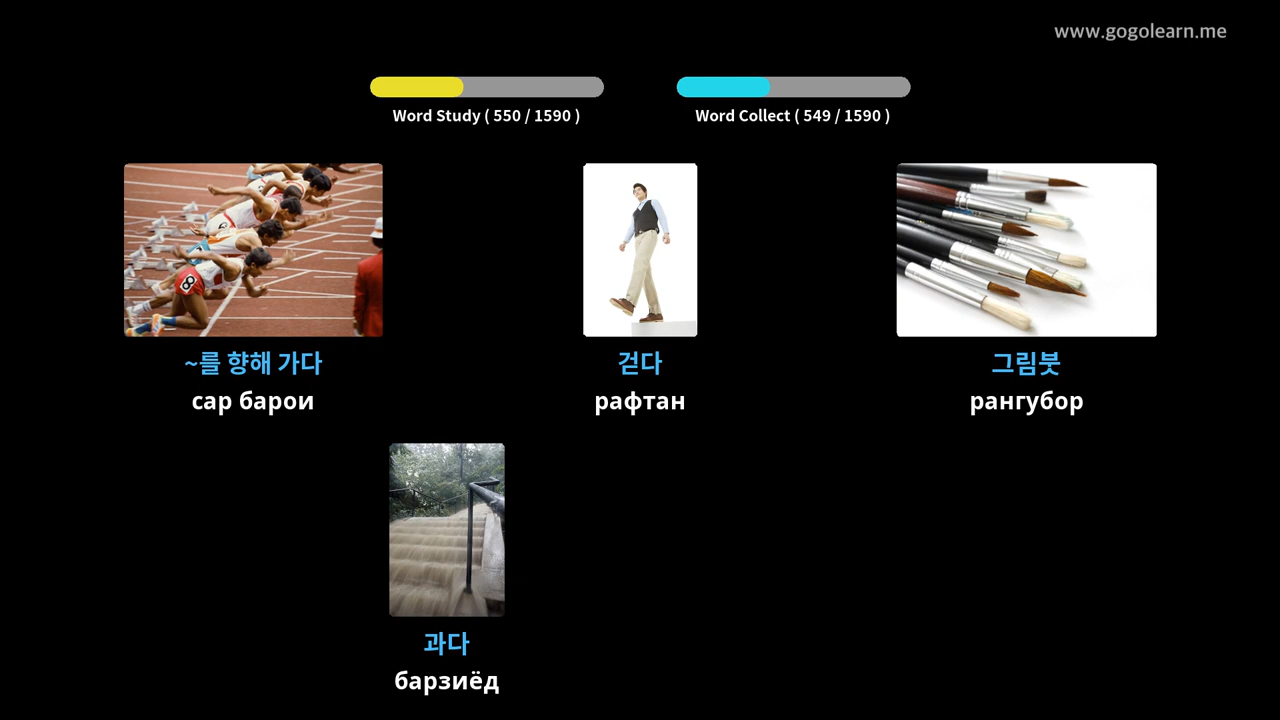 www.gogolearn.me
Word Study ( 550 / 1590 )
Word Collect ( 549 / 1590 )
~를 향해 가다
сар барои
걷다
рафтан
그림붓
рангубор
과다
барзиёд